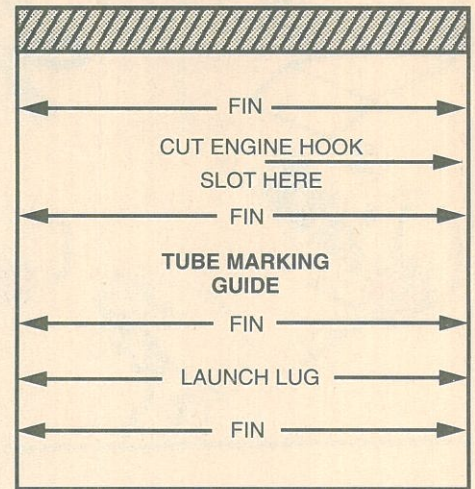 FIN
CUT ENGINE HOOK
SLOT HERE
FIN
TUBE MARKING
GUIDE
FIN
LAUNCH LUG
FIN